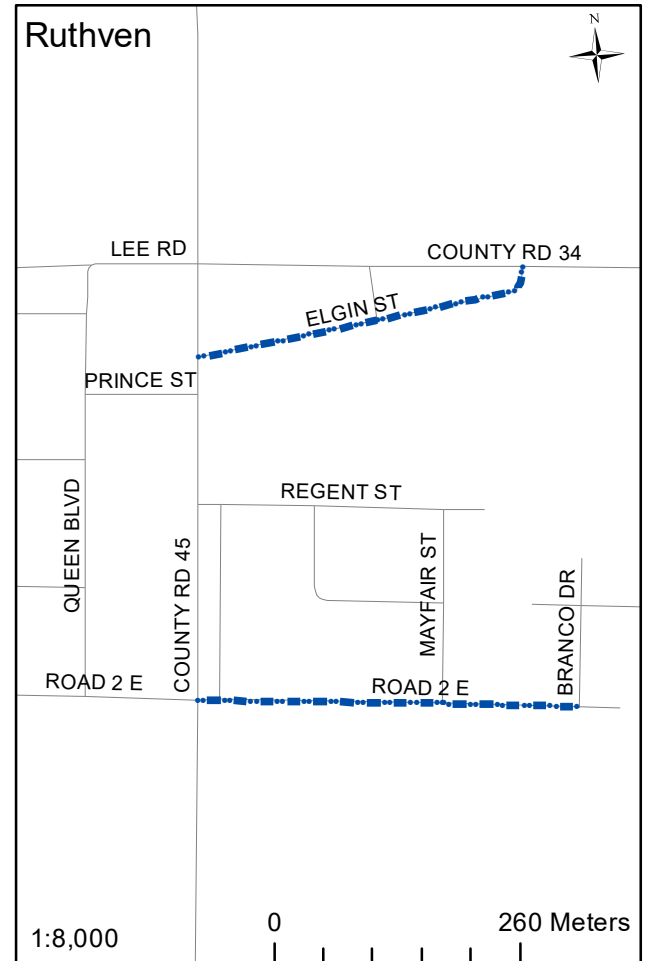 Ruthven
N
LEE RD
COUNTY RD 34
ELGIN ST
PRINCE ST
REGENT ST
QUEEN BLVD
COUNTY RD 45
MAYFAIR ST
BRANCO DR
ROAD 2 E
ROAD 2 E
0
260 Meters
1:8,000